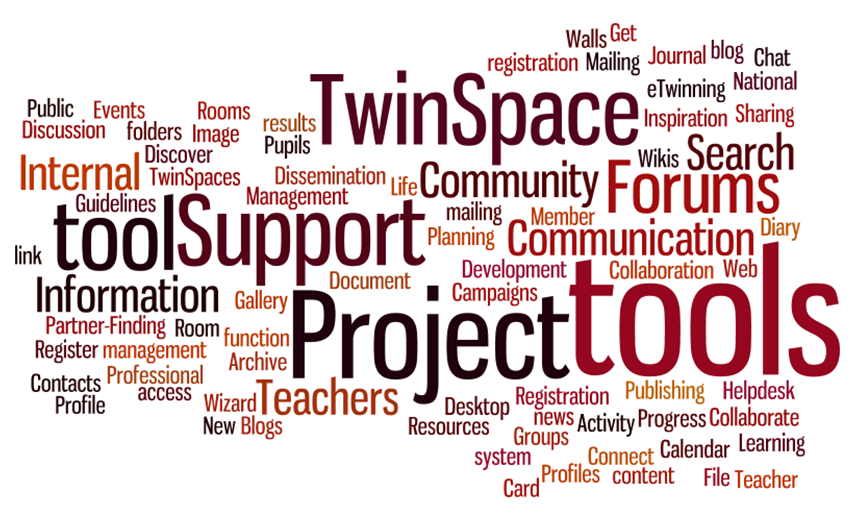 Walls Get
registration Mailing Journal blog Chat
TwinSpace eTwinning National
Public Events Rooms Inspiration Sharing
Discussion folders Image results
Discover Pupils Wikis Search
Internal TwinSpaces Dissemination Life Community Forums
Guidelines Management mailing Member
link tool Support Planning Communication Diary
Document Development Collaboration Web
Information Gallery Campaigns
Partner-Finding Room function Project tools
Register management Archive
Contacts Professional access
Profile Wizard Teachers Desktop Registration Publishing Helpdesk
New Blogs Resources news Activity Progress Collaborate
Groups Calendar Learning
system Connect
Profiles content File Teacher
Card